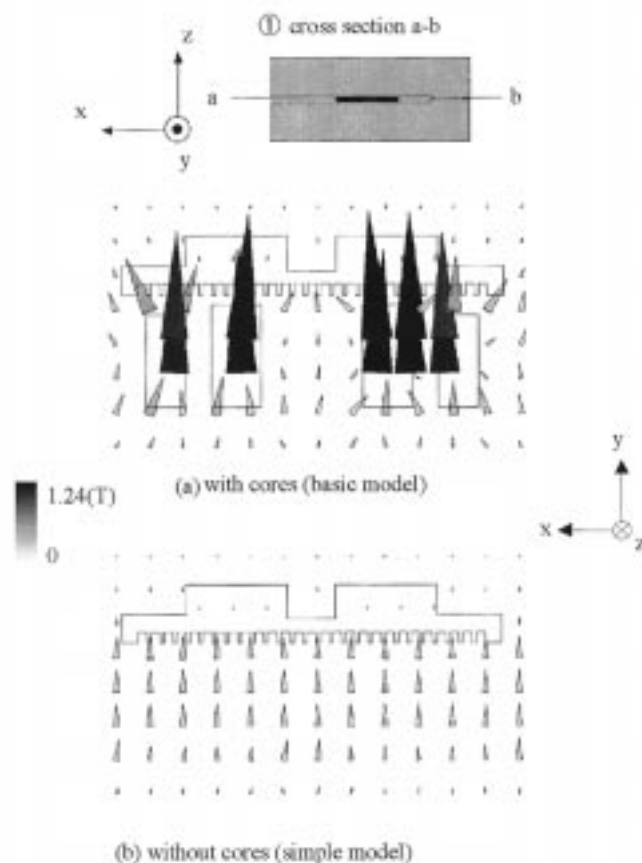 ① cross section a-b
z
a
b
x
y
(a) with cores (basic model)
y
1.24(T)
x
z
0
(b) without cores (simple model)